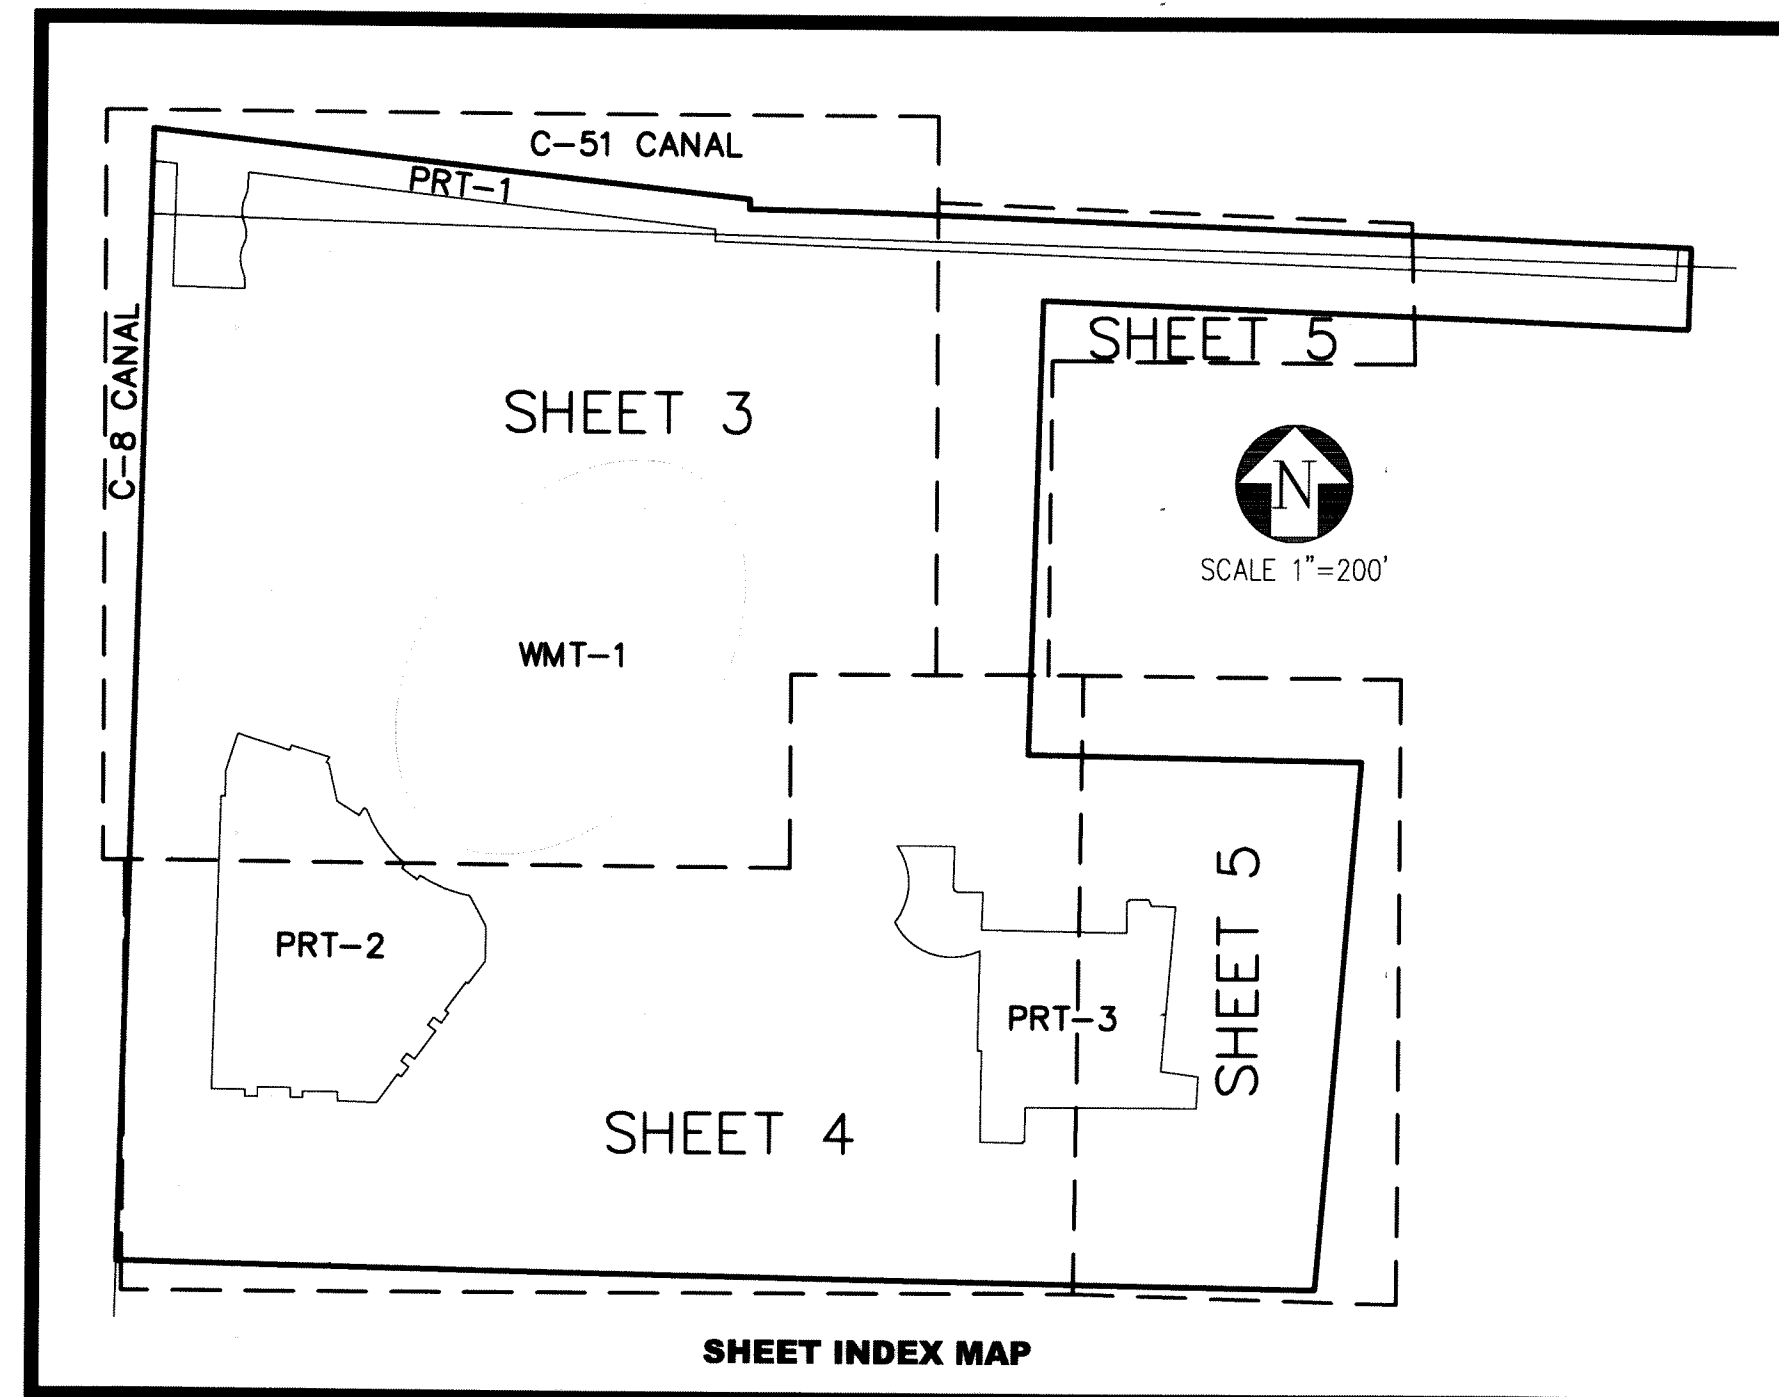 C-51 CANAL
PRT-1
C-8 CANAL
SHEET 5
SHEET 3
N
SCALE 1"=200'
WMT-1
PRT-2
PRT-3
SHEET 5
SHEET 4
SHEET INDEX MAP